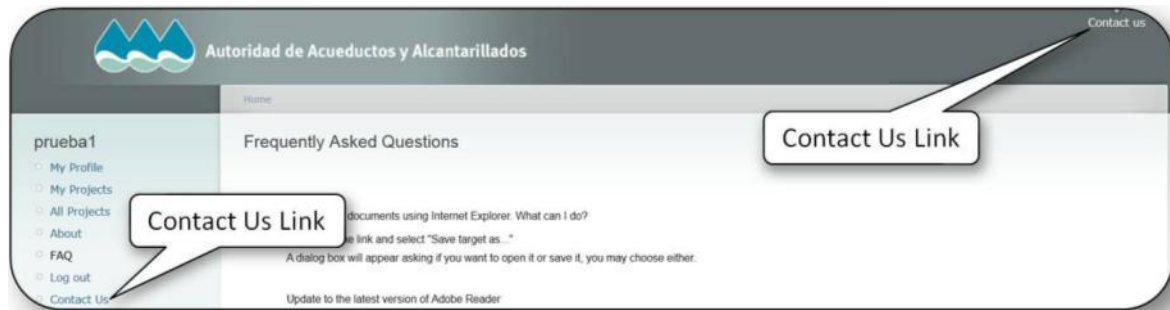 Contact us
Autoridad de Acueductos y Alcantarillados
Home
prueba1
Frequently Asked Questions
Contact Us Link
My Profile
My Projects
All Projects
About
FAQ
Log out
Contact Us
Contact Us Link
documents using Internet Explorer. What can I do?
link and select "Save target as..."
A dialog box will appear asking if you want to open it or save it, you may choose either.
Update to the latest version of Adobe Reader